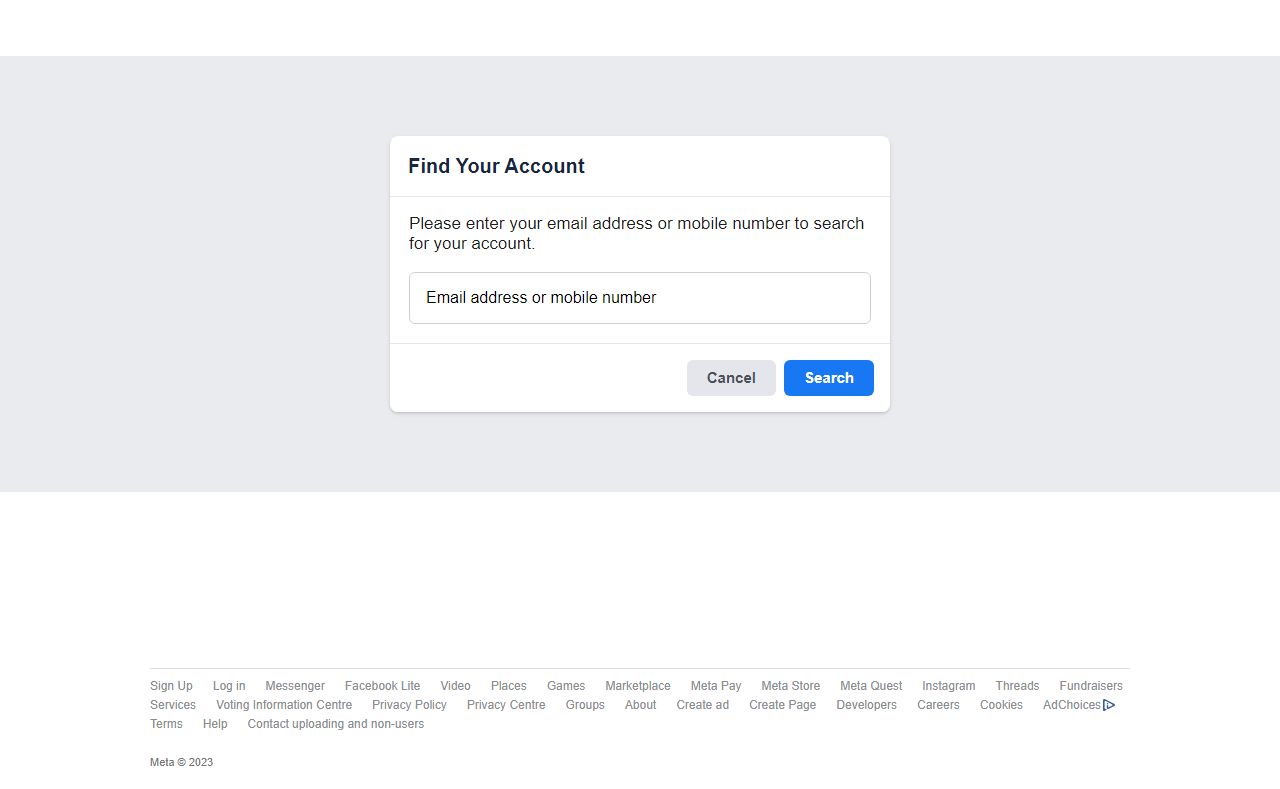 Find Your Account
Please enter your email address or mobile number to search
for your account.
Email address or mobile number
Cancel Search
Sign Up Log in Messenger Facebook Lite Video Places Games Marketplace Meta Pay Meta Store Meta Quest Instagram Threads Fundraisers
Services Voting Information Centre Privacy Policy Privacy Centre Groups About Create ad Create Page Developers Careers Cookies AdChoices
Terms Help Contact uploading and non-users
Meta © 2023